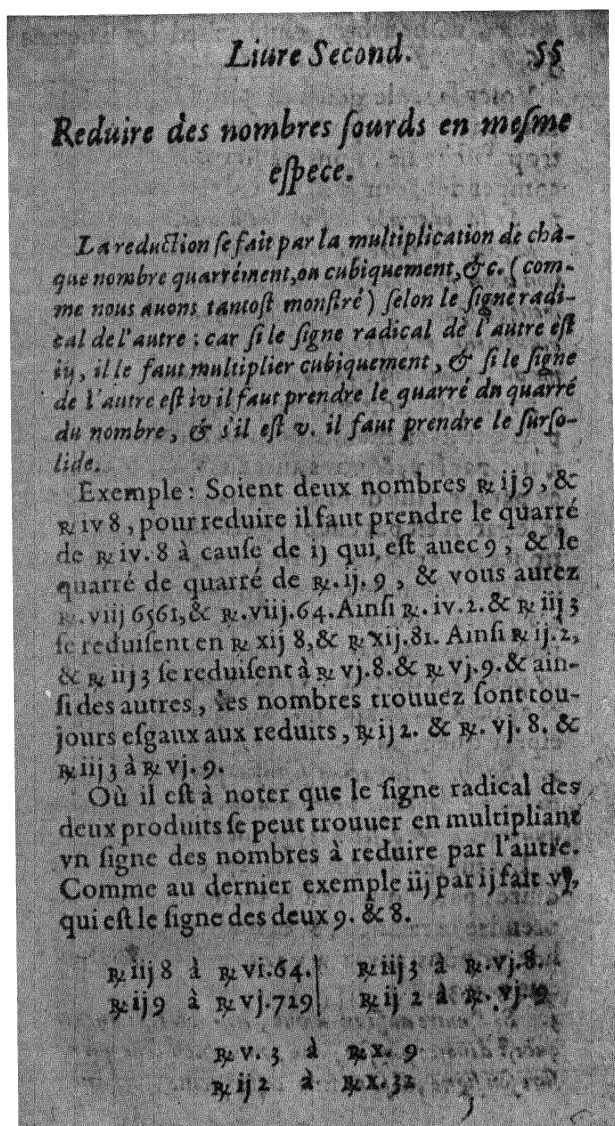 Liure Second. 55
Reduire des nombres ſourds en meſme
eſpece.
La reduction ſe fait par la multiplication de cha-
que nombre quarrément, ou cubiquement, &c. (com-
me nous auons tantoſt monſtré) ſelon le ſigne radi-
cal de l'autre : car ſi le ſigne radical de l'autre eſt
iij, il le faut multiplier cubiquement, & ſi le ſigne
de l'autre eſt iv il faut prendre le quarré du quarré
du nombre, & s'il eſt v. il faut prendre le ſurſo-
lide.
Exemple : Soient deux nombres ℞ ij 9, &
℞ iv 8, pour reduire il faut prendre le quarré
de ℞ iv. 8 à cauſe de ij qui eſt auec 9, & le
quarré de quarré de ℞. ij. 9, & vous aurez
℞. viij 6561, & ℞. viij. 64. Ainſi ℞. iv. 2. & ℞ iij 3
ſe reduiſent en ℞ xij 8, & ℞ xij. 81. Ainſi ℞ ij. 2,
& ℞ iij 3 ſe reduiſent à ℞ vj. 8. & ℞ vj. 9. & ain-
ſi des autres, les nombres trouuez ſont tou-
jours eſgaux aux reduits, ℞ ij 2. & ℞. vj. 8. &
℞ iij 3 à ℞ vj. 9.
Où il eſt à noter que le ſigne radical des
deux produits ſe peut trouuer en multipliant
vn ſigne des nombres à reduire par l'autre.
Comme au dernier exemple iij par ij fait vj,
qui eſt le ſigne des deux 9. & 8.
℞ iij 8 à ℞ vi. 64. | ℞ iij 3 à ℞. vj. 8.
℞ ij 9 à ℞ vj. 729 | ℞ ij 2 à ℞. vj. 9
℞ v. 3 à ℞ x. 9
℞ ij 2 à ℞ x. 32